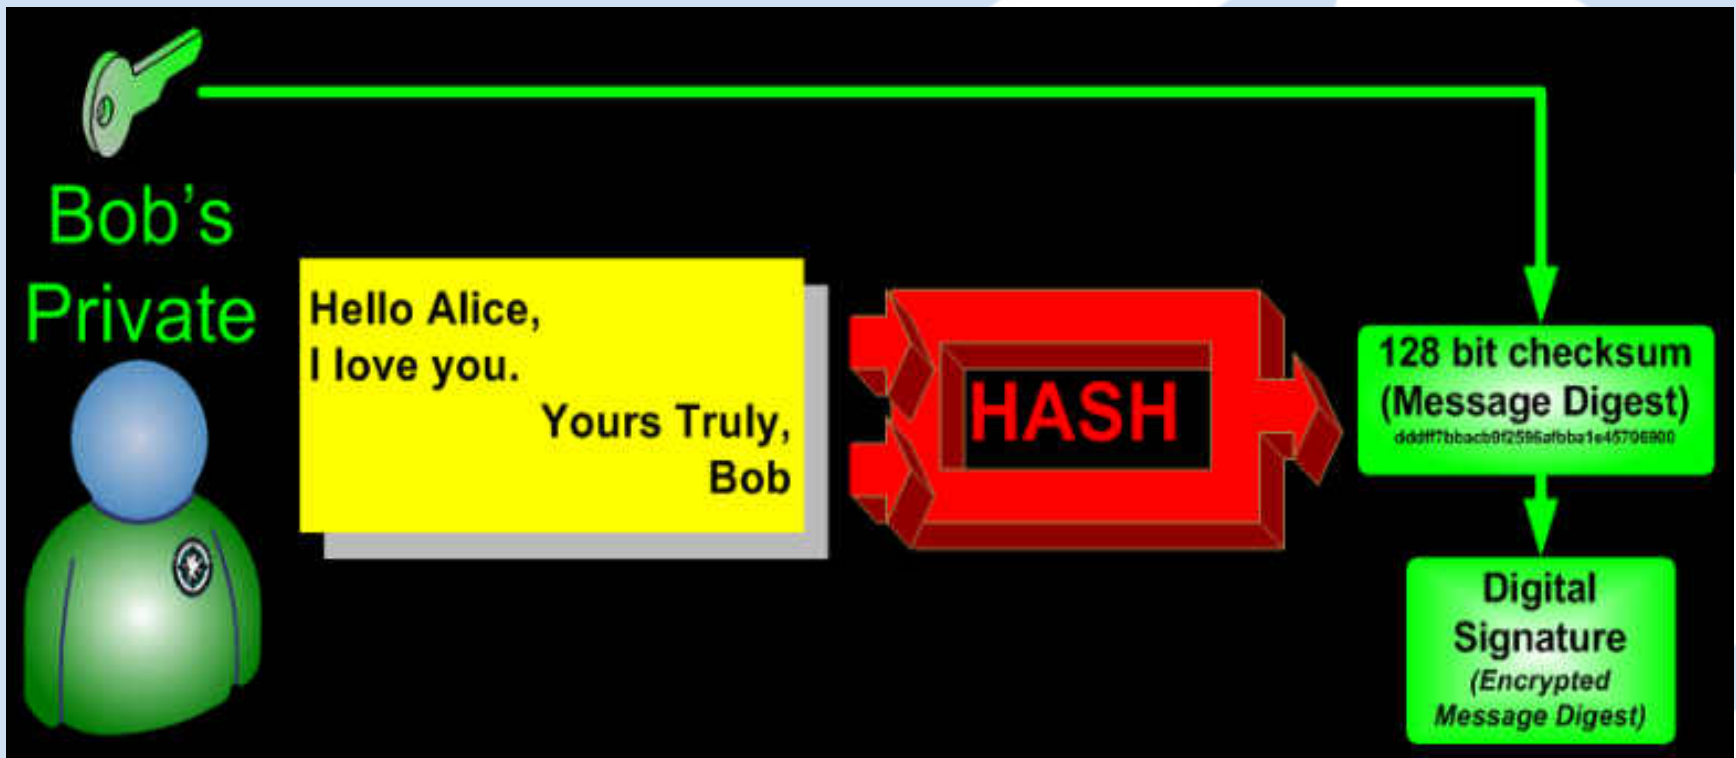 Bob's
Private
Hello Alice,
I love you.
Yours Truly,
Bob
HASH
128 bit checksum
(Message Digest)
Digital
Signature
(Encrypted
Message Digest)